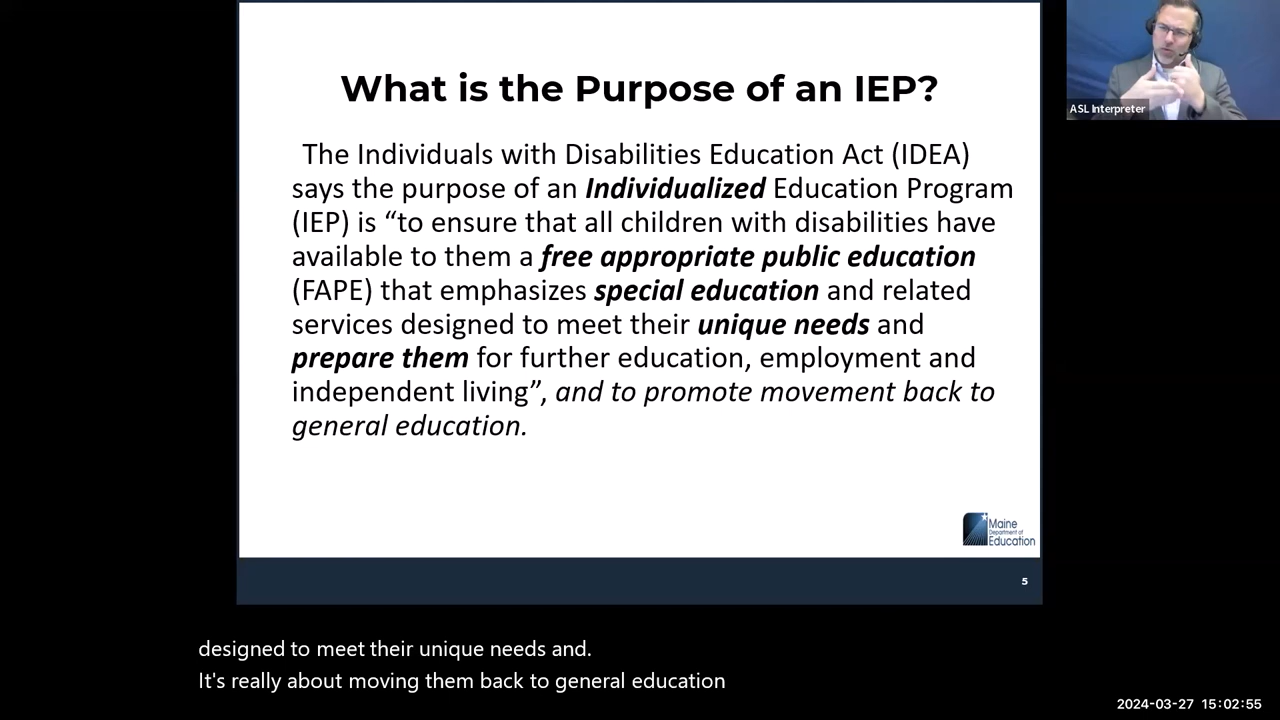 What is the Purpose of an IEP?
The Individuals with Disabilities Education Act (IDEA)
says the purpose of an Individualized Education Program
(IEP) is “to ensure that all children with disabilities have
available to them a free appropriate public education
(FAPE) that emphasizes special education and related
services designed to meet their unique needs and
prepare them for further education, employment and
independent living”, and to promote movement back to
general education.
Maine
Department of
Education
5
ASL Interpreter
designed to meet their unique needs and.
It's really about moving them back to general education
2024-03-27 15:02:55